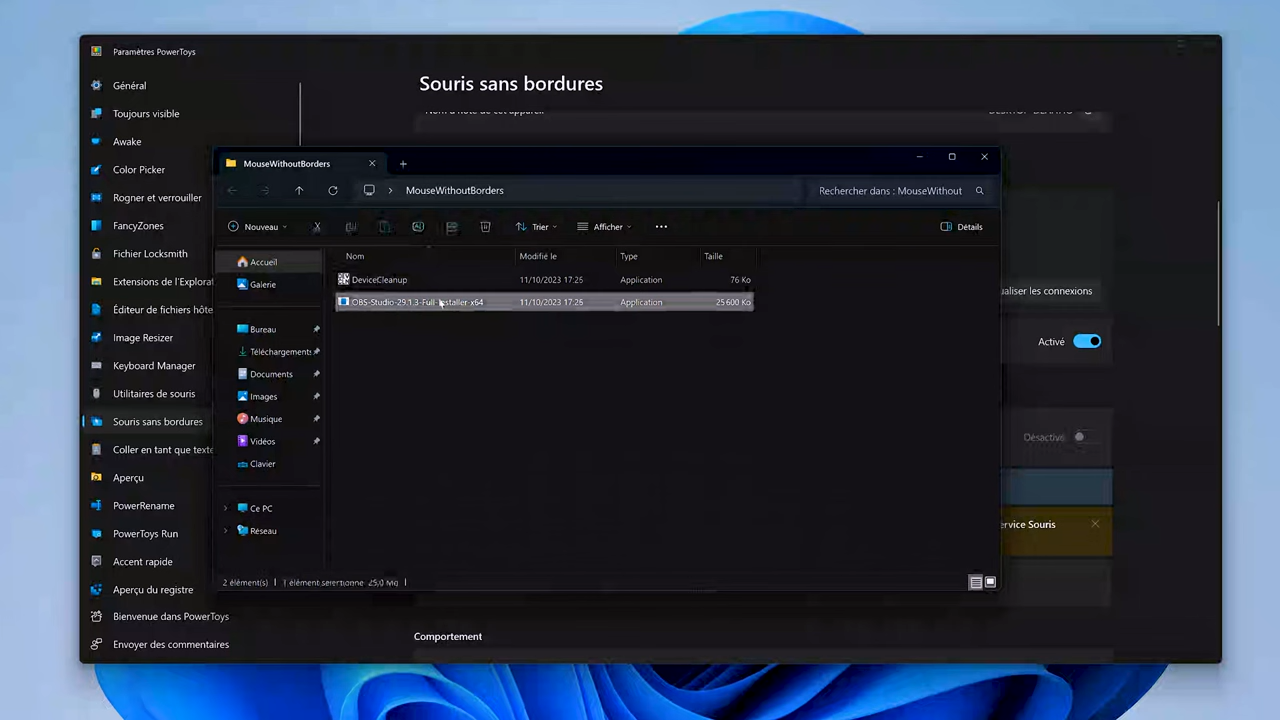 Paramètres PowerToys
Général
Toujours visible
Awake
Color Picker
Rogner et verrouiller
FancyZones
Fichier Locksmith
Extensions de l'Explorat
Éditeur de fichiers hôte
Image Resizer
Keyboard Manager
Utilitaires de souris
Souris sans bordures
Coller en tant que texte
Aperçu
PowerRename
PowerToys Run
Accent rapide
Aperçu du registre
Bienvenue dans PowerToys
Envoyer des commentaires
Souris sans bordures
MouseWithoutBorders
MouseWithoutBorders
Rechercher dans : MouseWithout
Nouveau
Trier
Afficher
Détails
Accueil
Galerie
Bureau
Téléchargements
Documents
Images
Musique
Vidéos
Clavier
Ce PC
Réseau
Nom Modifié le Type Taille
DeviceCleanup 11/10/2023 17:25 Application 76 Ko
OBS-Studio-29.1.3-Full-Installer-x64 11/10/2023 17:26 Application 25 600 Ko
2 élément(s) 1 élément sélectionné 25,0 Mo
ualiser les connexions
Activé
Désactivé
ervice Souris
Comportement